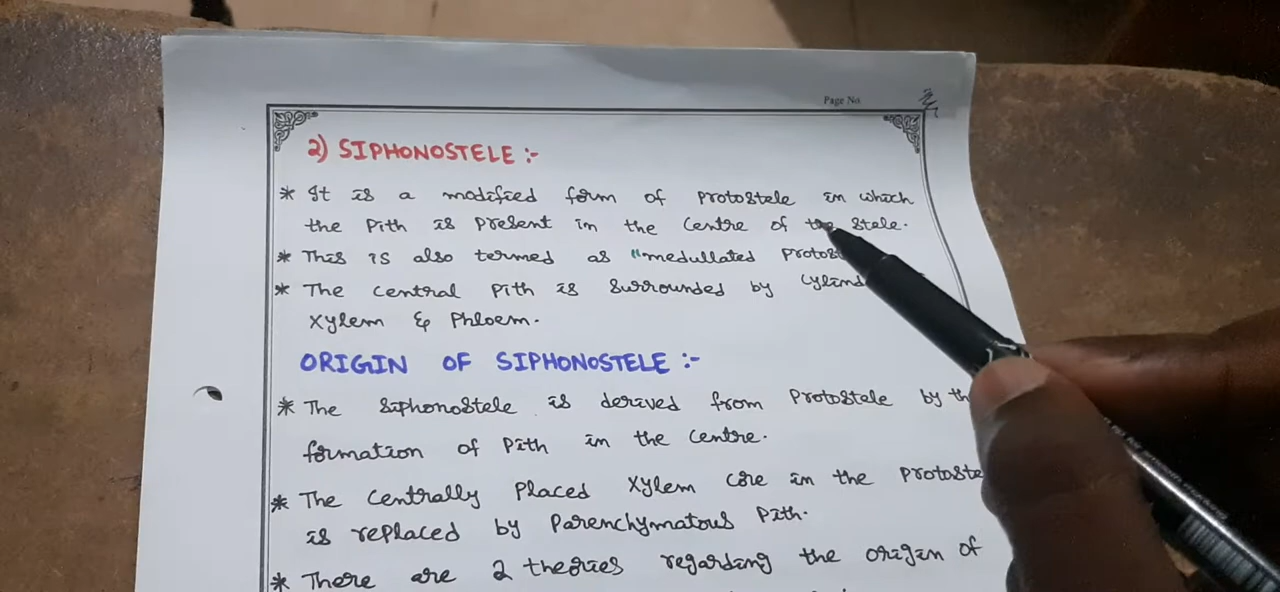 Page No.
2) SIPHONOSTELE :-
* It is a modified form of Protostele in which
the Pith is present in the Centre of the Stele.
* This is also termed as "medullated
* The Central Pith is Surrounded by
Xylem & Phloem.
ORIGIN OF SIPHONOSTELE :-
* The Siphonostele is derived from Protostele by
formation of Pith in the Centre.
* The Centrally Placed Xylem Core in the
is replaced by Parenchymatous Pith.
* There are 2 theories regarding the origin of